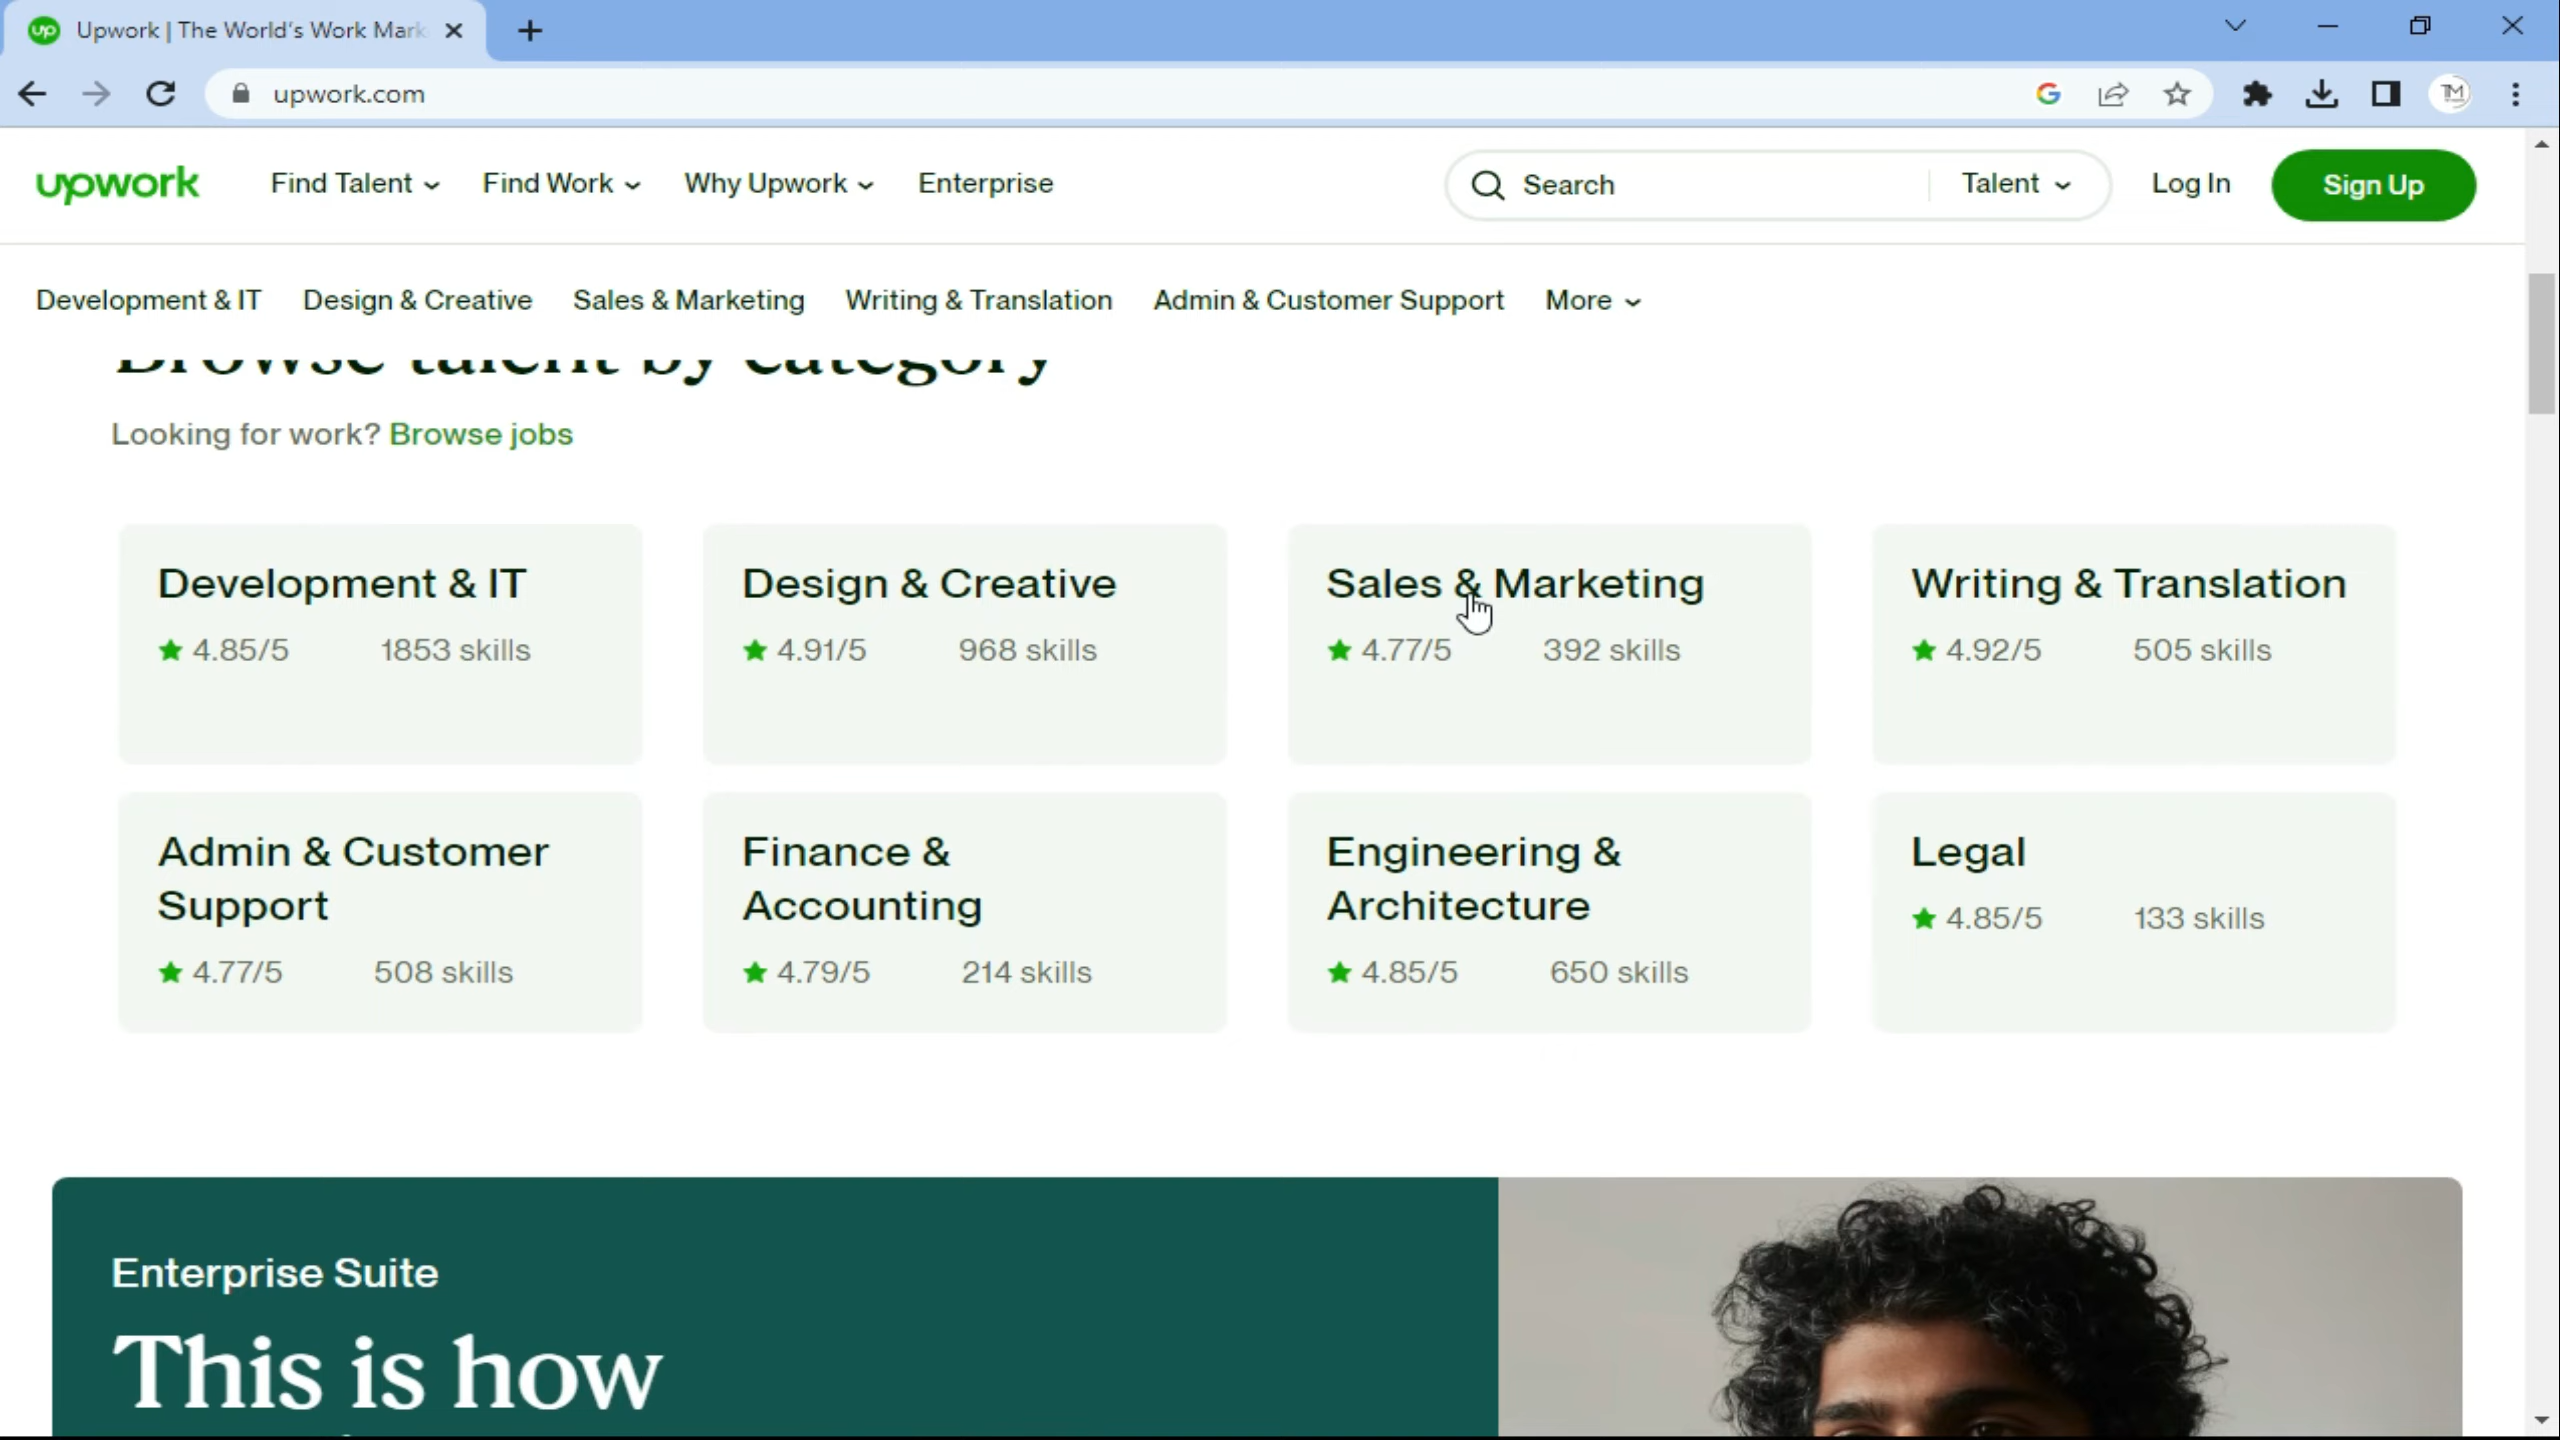 Upwork | The World's Work Mark
upwork.com
upwork
Find Talent
Find Work
Why Upwork
Enterprise
Search
Talent
Log In
Sign Up
Development & IT
Design & Creative
Sales & Marketing
Writing & Translation
Admin & Customer Support
More
Browse talent by category
Looking for work? Browse jobs
Development & IT
4.85/5 1853 skills
Design & Creative
4.91/5 968 skills
Sales & Marketing
4.77/5 392 skills
Writing & Translation
4.92/5 505 skills
Admin & Customer
Support
4.77/5 508 skills
Finance &
Accounting
4.79/5 214 skills
Engineering &
Architecture
4.85/5 650 skills
Legal
4.85/5 133 skills
Enterprise Suite
This is how